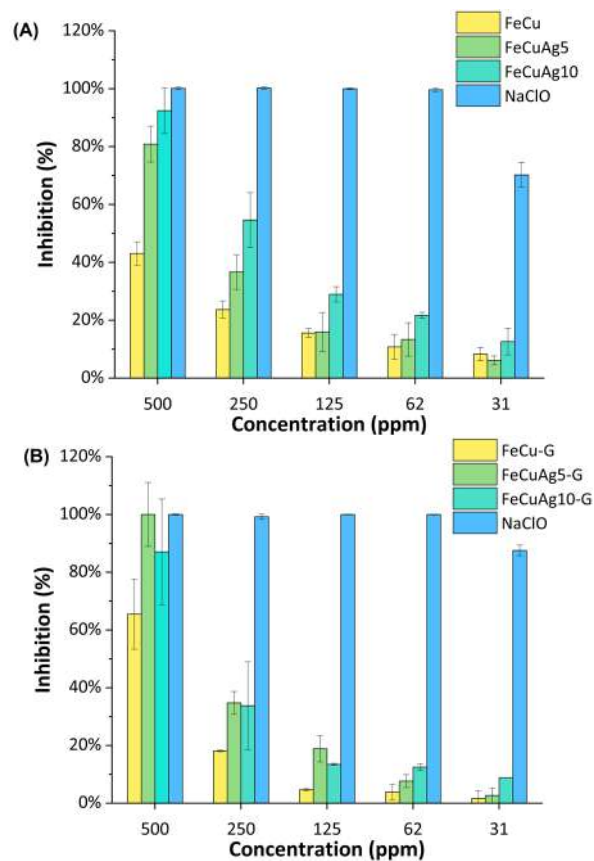 (A)
120%
100%
80%
60%
40%
20%
0%
Inhibition (%)
FeCu
FeCuAg5
FeCuAg10
NaClO
500 250 125 62 31
Concentration (ppm)
(B)
120%
100%
80%
60%
40%
20%
0%
Inhibition (%)
FeCu-G
FeCuAg5-G
FeCuAg10-G
NaClO
500 250 125 62 31
Concentration (ppm)